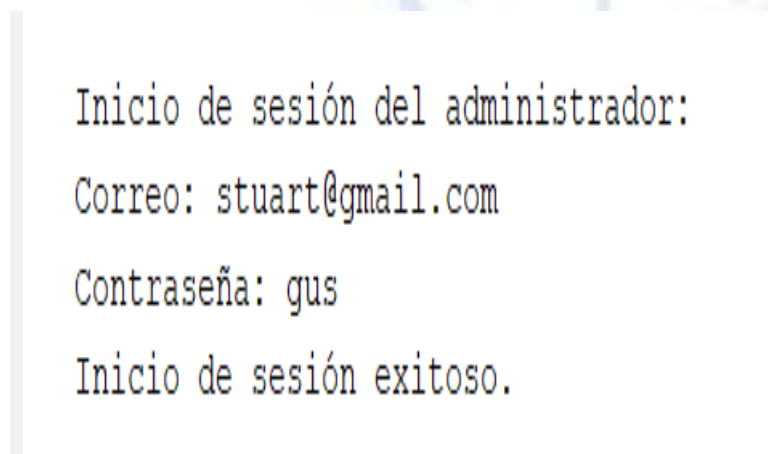 Inicio de sesión del administrador:
Correo: stuart@gmail.com
Contraseña: gus
Inicio de sesión exitoso.